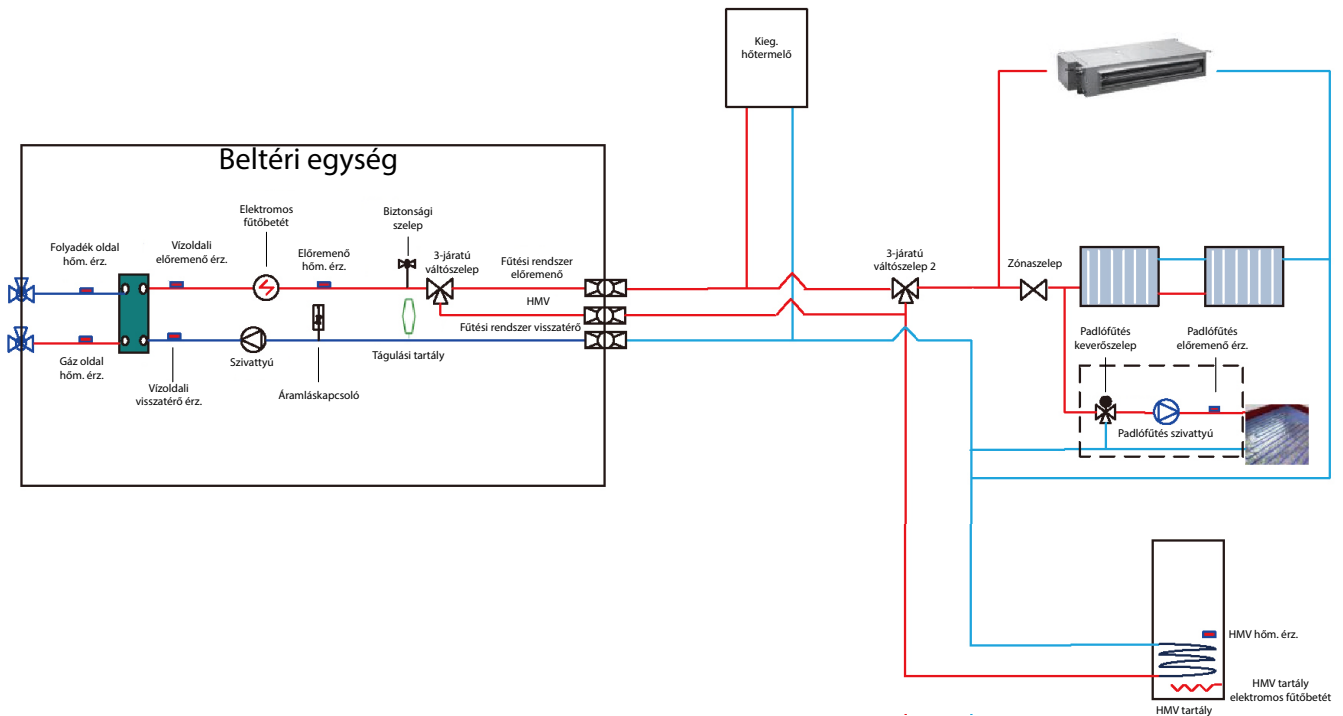 Kieg.
hőtermelő
Beltéri egység
Elektromos
fűtőbetét
Biztonsági
szelep
Folyadék oldal
hőm. érz.
Vízoldali
előremenő érz.
Előremenő
hőm. érz.
3-járatú
váltószelep
Fűtési rendszer
előremenő
HMV
Fűtési rendszer visszatérő
3-járatú
váltószelep 2
Zónaszelep
Gáz oldal
hőm. érz.
Vízoldali
visszatérő érz.
Szivattyú
Áramláskapcsoló
Tágulási tartály
Padlófűtés
keverőszelep
Padlófűtés
előremenő érz.
Padlófűtés szivattyú
HMV hőm. érz.
HMV tartály
elektromos fűtőbetét
HMV tartály